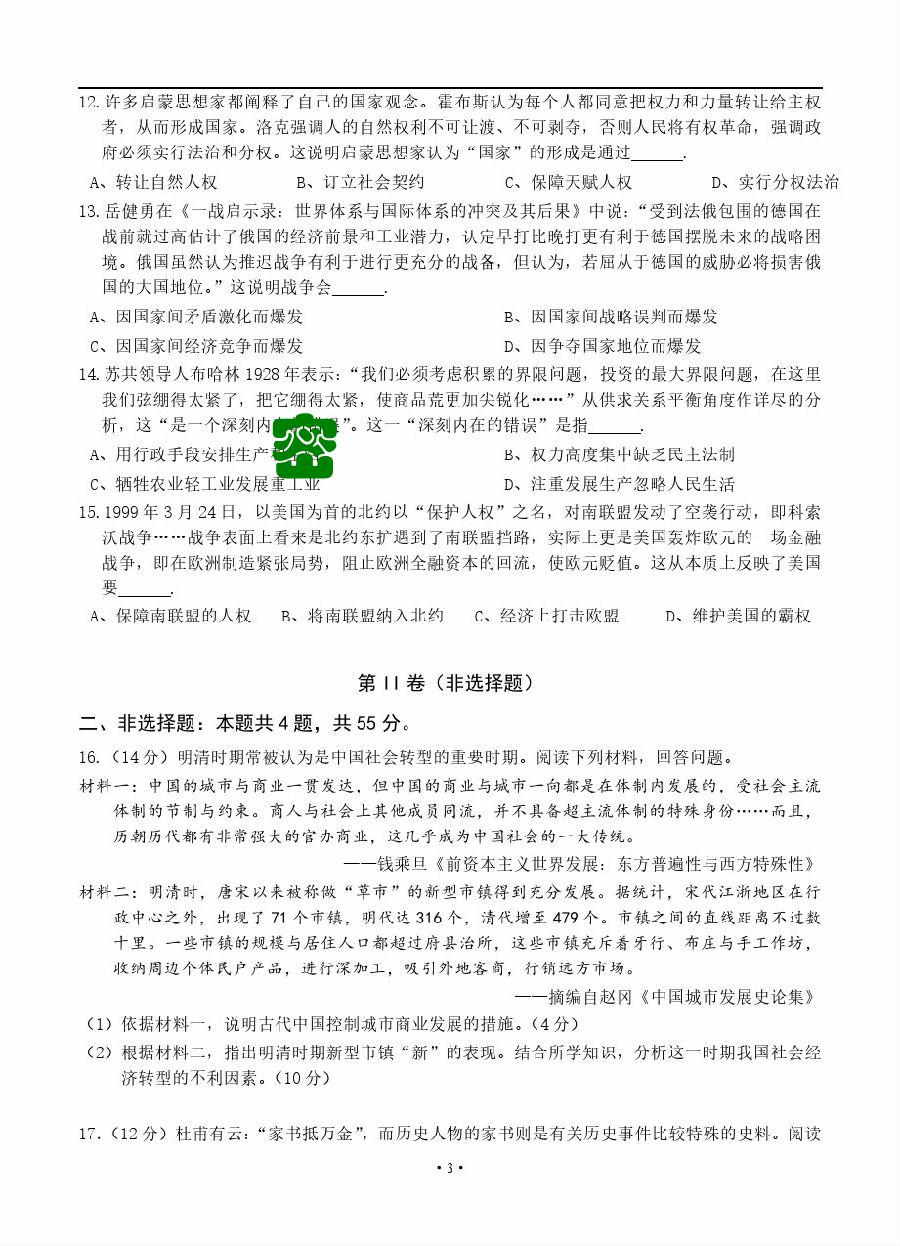 12. 许多启蒙思想家都阐释了自己的国家观念。霍布斯认为每个人都同意把权力和力量转让给主权
者，从而形成国家。洛克强调人的自然权利不可让渡、不可剥夺，否则人民将有权革命，强调政
府必须实行法治和分权。这说明启蒙思想家认为“国家”的形成是通过______.
A、转让自然人权 B、订立社会契约 C、保障天赋人权 D、实行分权法治
13. 岳健勇在《一战启示录：世界体系与国际体系的冲突及其后果》中说：“受到法俄包围的德国在
战前就过高估计了俄国的经济前景和工业潜力，认定早打比晚打更有利于德国摆脱未来的战略困
境。俄国虽然认为推迟战争有利于进行更充分的战备，但认为，若屈从于德国的威胁必将损害俄
国的大国地位。”这说明战争会______.
A、因国家间矛盾激化而爆发 B、因国家间战略误判而爆发
C、因国家间经济竞争而爆发 D、因争夺国家地位而爆发
14. 苏共领导人布哈林 1928 年表示：“我们必须考虑积累的界限问题，投资的最大界限问题，在这里
我们弦绷得太紧了，把它绷得太紧，使商品荒更加尖锐化……”从供求关系平衡角度作详尽的分
析，这“是一个深刻内 误”。这一“深刻内在的错误”是指______.
A、用行政手段安排生产 B、权力高度集中缺乏民主法制
C、牺牲农业轻工业发展重工业 D、注重发展生产忽略人民生活
15. 1999 年 3 月 24 日，以美国为首的北约以“保护人权”之名，对南联盟发动了空袭行动，即科索
沃战争……战争表面上看来是北约东扩遇到了南联盟挡路，实际上更是美国轰炸欧元的 场金融
战争，即在欧洲制造紧张局势，阻止欧洲全融资本的回流，使欧元贬值。这从本质上反映了美国
要______.
A、保障南联盟的人权 B、将南联盟纳入北约 C、经济上打击欧盟 D、维护美国的霸权
第 II 卷（非选择题）
二、非选择题：本题共 4 题，共 55 分。
16.（14 分）明清时期常被认为是中国社会转型的重要时期。阅读下列材料，回答问题。
材料一：中国的城市与商业一贯发达，但中国的商业与城市一向都是在体制内发展约，受社会主流
体制的节制与约束。商人与社会上其他成员同流，并不具备超主流体制的特殊身份……而且，
历朝历代都有非常强大的官办商业，这几乎成为中国社会的一大传统。
——钱乘旦《前资本主义世界发展：东方普遍性与西方特殊性》
材料二：明清时，唐宋以来被称做“草市”的新型市镇得到充分发展。据统计，宋代江浙地区在行
政中心之外，出现了 71 个市镇，明代达 316 个，清代增至 479 个。市镇之间的直线距离不过数
十里。一些市镇的规模与居住人口都超过府县治所，这些市镇充斥着牙行、布庄与手工作坊，
收纳周边个体民户产品，进行深加工，吸引外地客商，行销远方市场。
——摘编自赵冈《中国城市发展史论集》
（1）依据材料一，说明古代中国控制城市商业发展的措施。（4 分）
（2）根据材料二，指出明清时期新型市镇“新”的表现。结合所学知识，分析这一时期我国社会经
济转型的不利因素。（10 分）
17.（12 分）杜甫有云：“家书抵万金”，而历史人物的家书则是有关历史事件比较特殊的史料。阅读
·3·